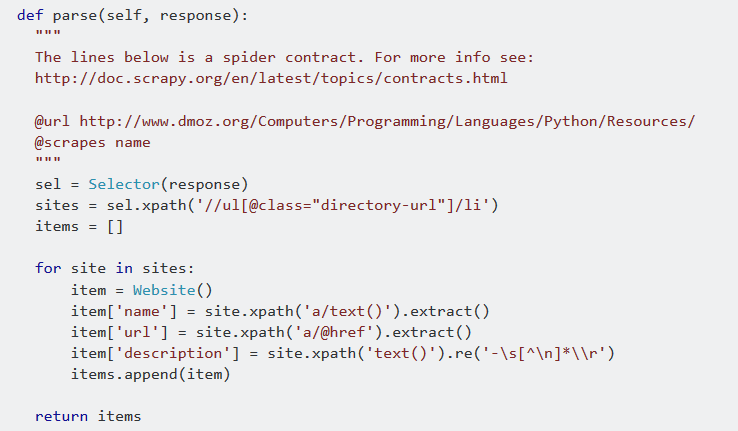 def parse(self, response):
    """
    The lines below is a spider contract. For more info see:
    http://doc.scrapy.org/en/latest/topics/contracts.html

    @url http://www.dmoz.org/Computers/Programming/Languages/Python/Resources/
    @scrapes name
    """
    sel = Selector(response)
    sites = sel.xpath('//ul[@class="directory-url"]/li')
    items = []

    for site in sites:
        item = Website()
        item['name'] = site.xpath('a/text()').extract()
        item['url'] = site.xpath('a/@href').extract()
        item['description'] = site.xpath('text()').re('-\s[^\n]*\\r')
        items.append(item)

    return items